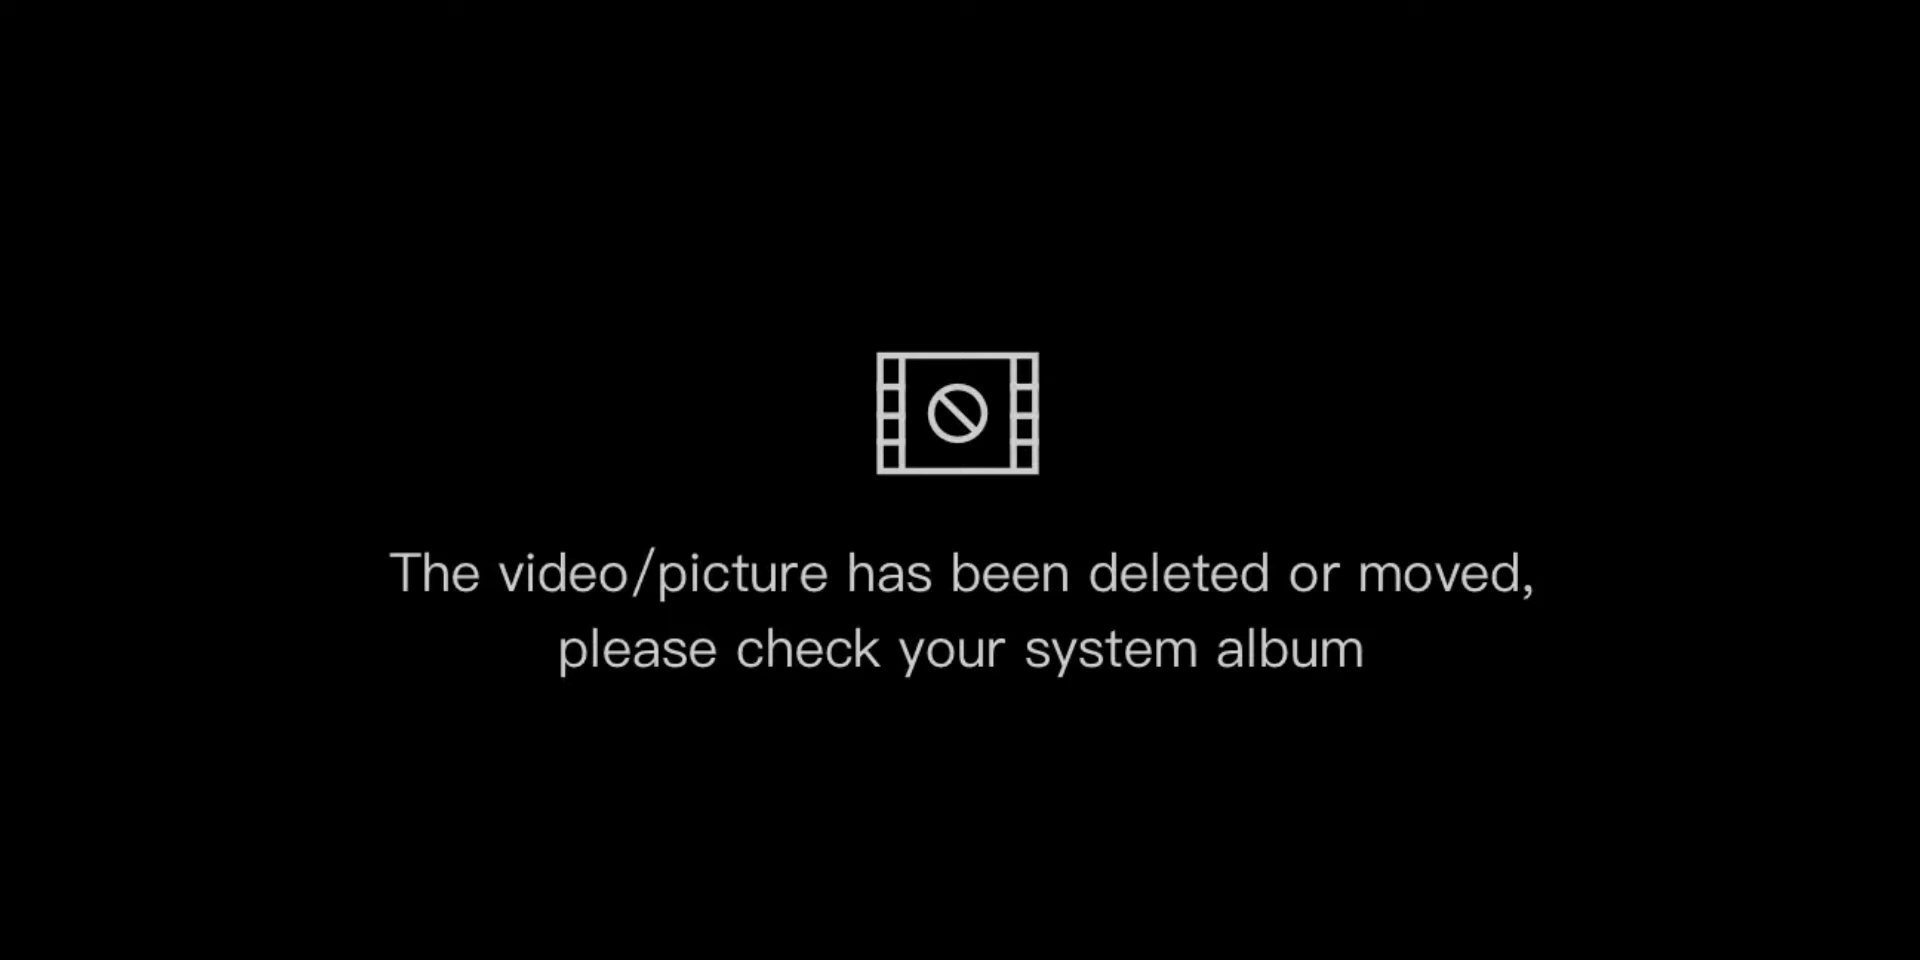 The video/picture has been deleted or moved,
please check your system album